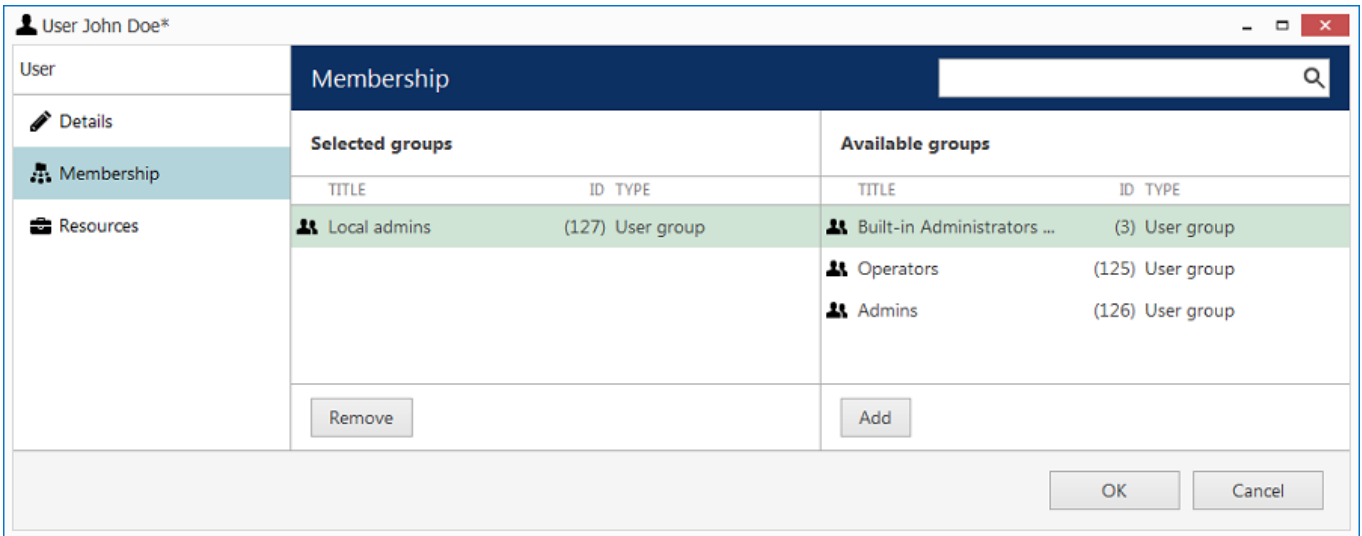 User John Doe*
User
Details
Membership
Resources
Membership
Selected groups
TITLE ID TYPE
Local admins (127) User group
Remove
Available groups
TITLE ID TYPE
Built-in Administrators ... (3) User group
Operators (125) User group
Admins (126) User group
Add
OK Cancel